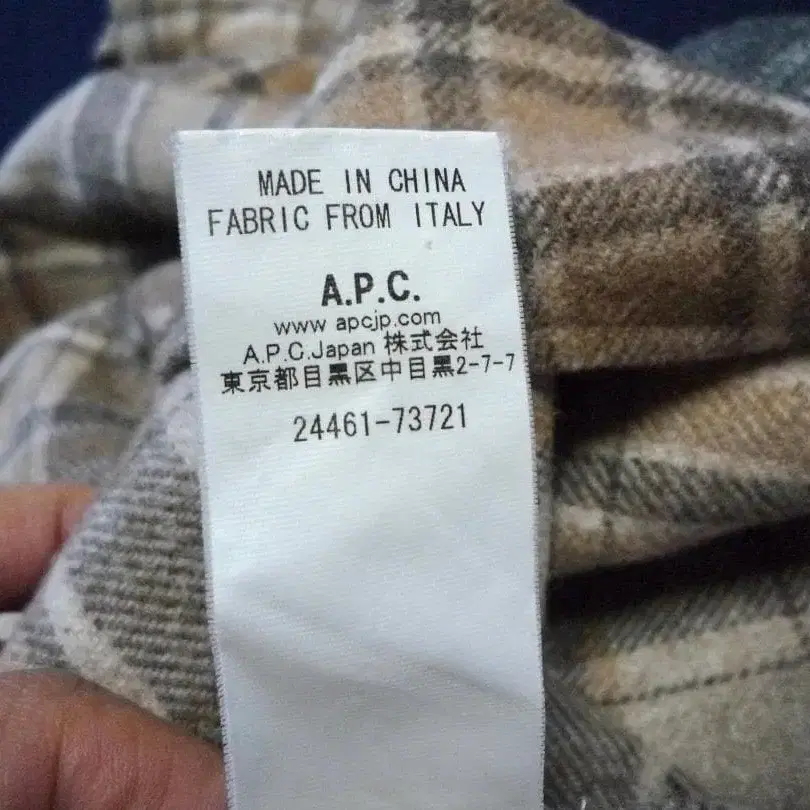 MADE IN CHINA
FABRIC FROM ITALY
A.P.C.
www apcjp.com
A.P.C.Japan 株式会社
東京都目黒区中目黒2-7-7
24461-73721